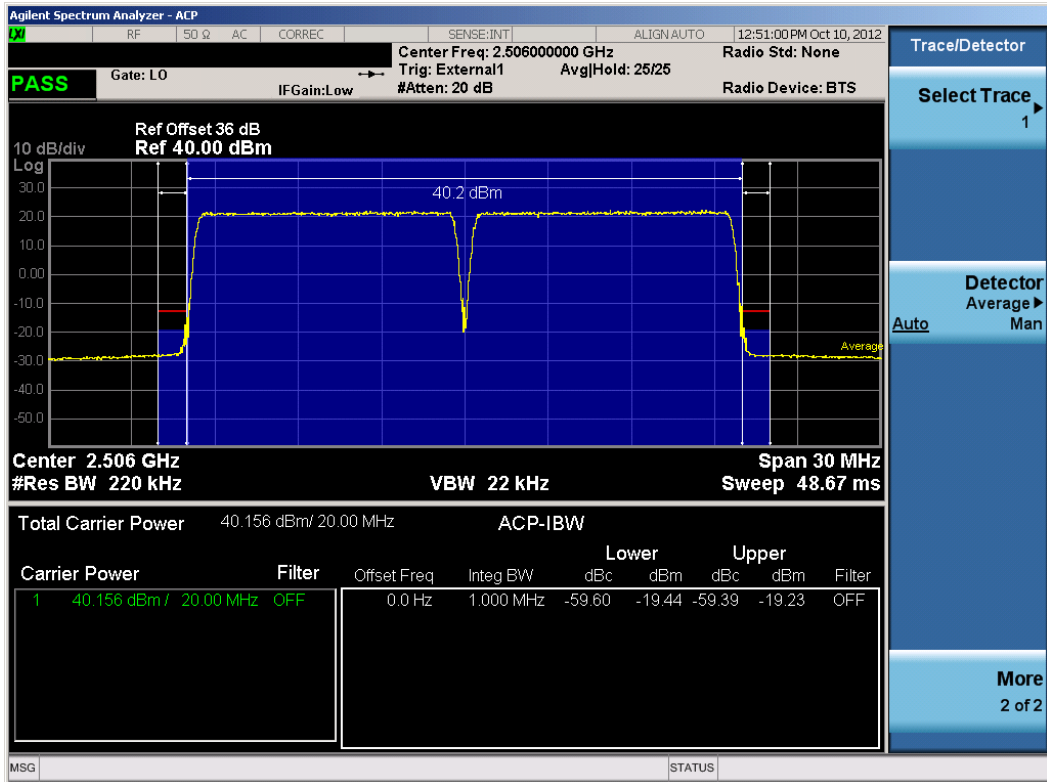 Agilent Spectrum Analyzer - ACP
LXI RF 50 Ω AC CORREC SENSE:INT ALIGN AUTO 12:51:00 PM Oct 10, 2012
Center Freq: 2.506000000 GHz Radio Std: None
PASS Gate: LO Trig: External1 Avg|Hold: 25/25
IFGain:Low #Atten: 20 dB Radio Device: BTS
Ref Offset 36 dB
10 dB/div Ref 40.00 dBm
Log
30.0
40.2 dBm
20.0
10.0
0.00
-10.0
-20.0
Average
-30.0
-40.0
-50.0
Center 2.506 GHz Span 30 MHz
#Res BW 220 kHz VBW 22 kHz Sweep 48.67 ms
Total Carrier Power 40.156 dBm/ 20.00 MHz ACP-IBW
Lower Upper
Carrier Power Filter Offset Freq Integ BW dBc dBm dBc dBm Filter
1 40.156 dBm / 20.00 MHz OFF 0.0 Hz 1.000 MHz -59.60 -19.44 -59.39 -19.23 OFF
MSG STATUS
Trace/Detector
Select Trace
1
Detector
Average
Auto Man
More
2 of 2